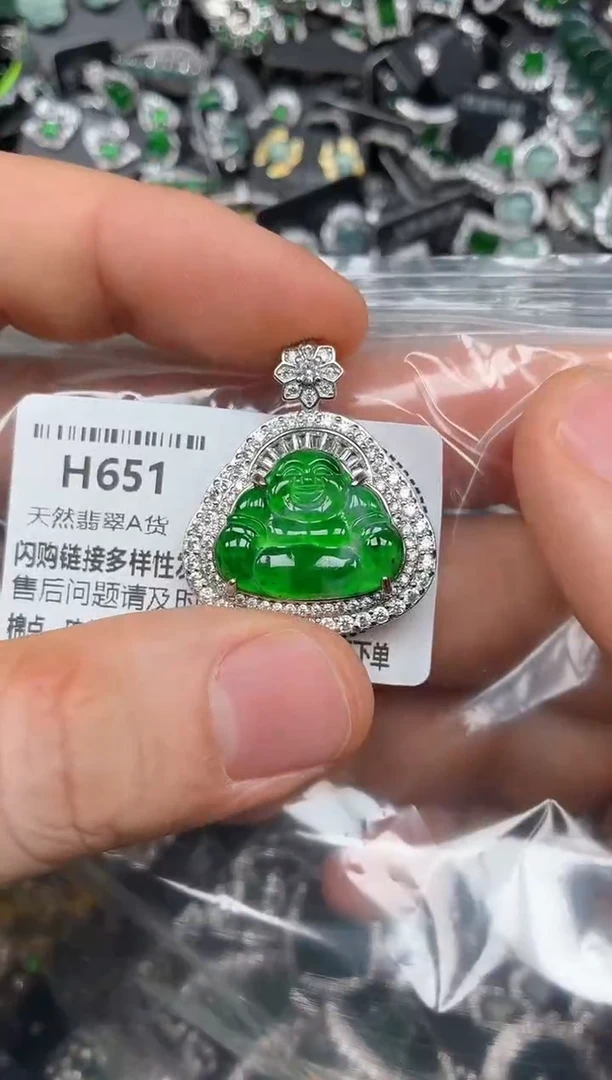 H651
天然翡翠A货
闪购链接多样性
售后问题请及时
棉点
下单